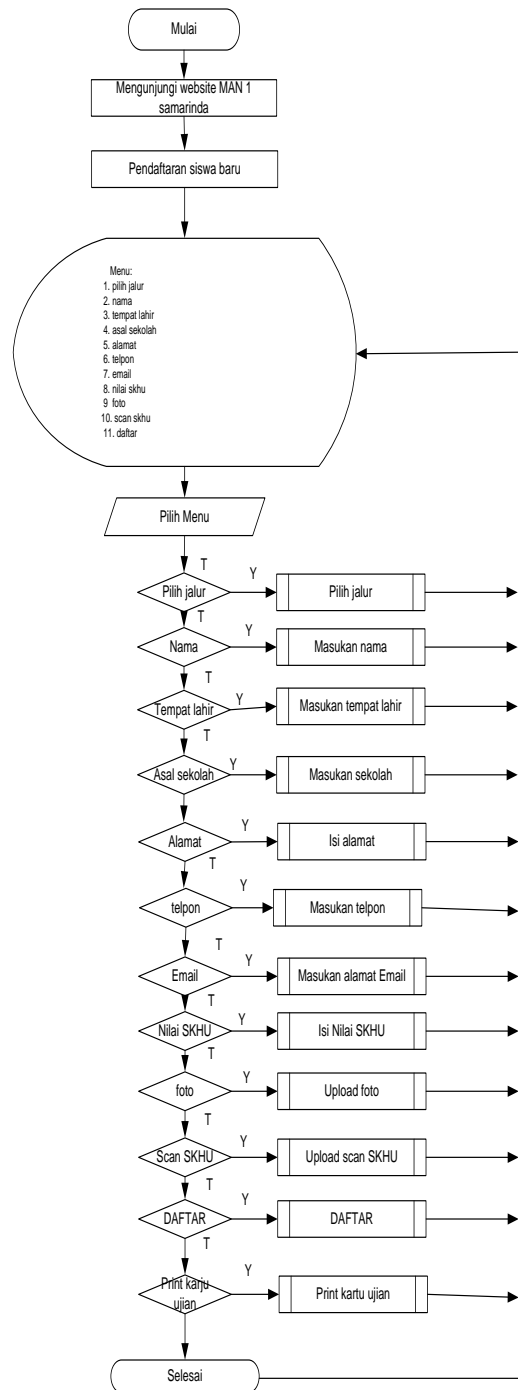 Mulai
Mengunjungi website MAN 1
samarinda
Pendaftaran siswa baru
Menu:
1. pilih jalur
2. nama
3. tempat lahir
4. asal sekolah
5. alamat
6. telpon
7. email
8. nilai skhu
9 foto
10. scan skhu
11. daftar
Pilih Menu
T
Pilih jalur
Y
Pilih jalur
T
Nama
Y
Masukan nama
T
Tempat lahir
Y
Masukan tempat lahir
T
Asal sekolah
Y
Masukan sekolah
Alamat
Y
Isi alamat
T
telpon
Y
Masukan telpon
T
Email
Y
Masukan alamat Email
T
Nilai SKHU
Y
Isi Nilai SKHU
T
foto
Y
Upload foto
T
Scan SKHU
Y
Upload scan SKHU
T
DAFTAR
Y
DAFTAR
T
Print karju
ujian
Y
Print kartu ujian
Selesai